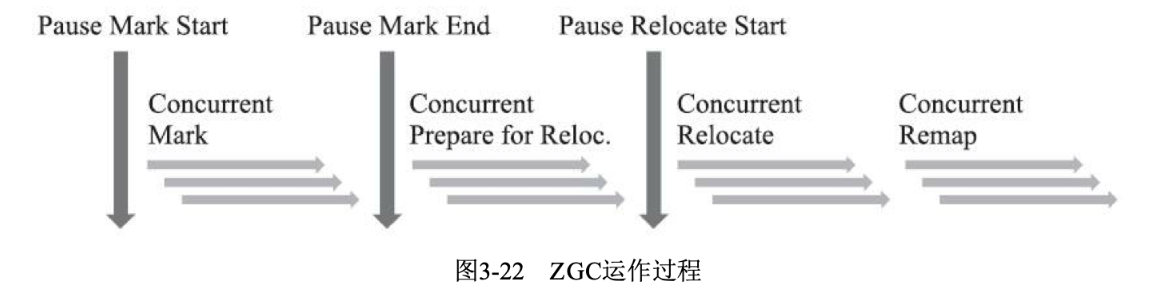 Pause Mark Start
Pause Mark End
Pause Relocate Start
Concurrent
Mark
Concurrent
Prepare for Reloc.
Concurrent
Relocate
Concurrent
Remap
图3-22 ZGC运作过程